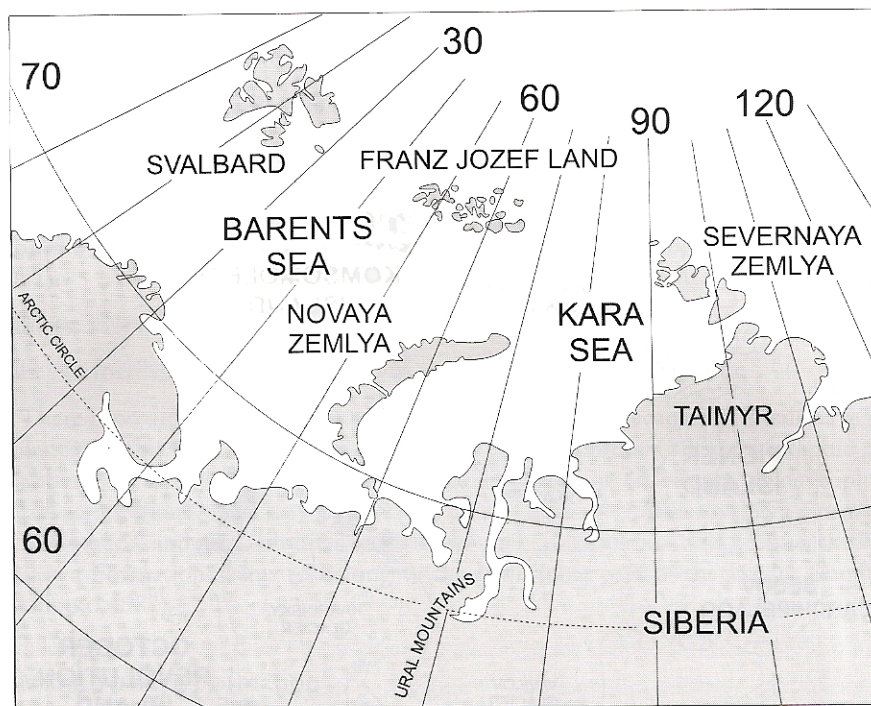 70
30
60
90
120
SVALBARD
FRANZ JOZEF LAND
BARENTS
SEA
SEVERNAYA
ZEMLYA
NOVAYA
ZEMLYA
KARA
SEA
ARCTIC CIRCLE
TAIMYR
60
URAL MOUNTAINS
SIBERIA